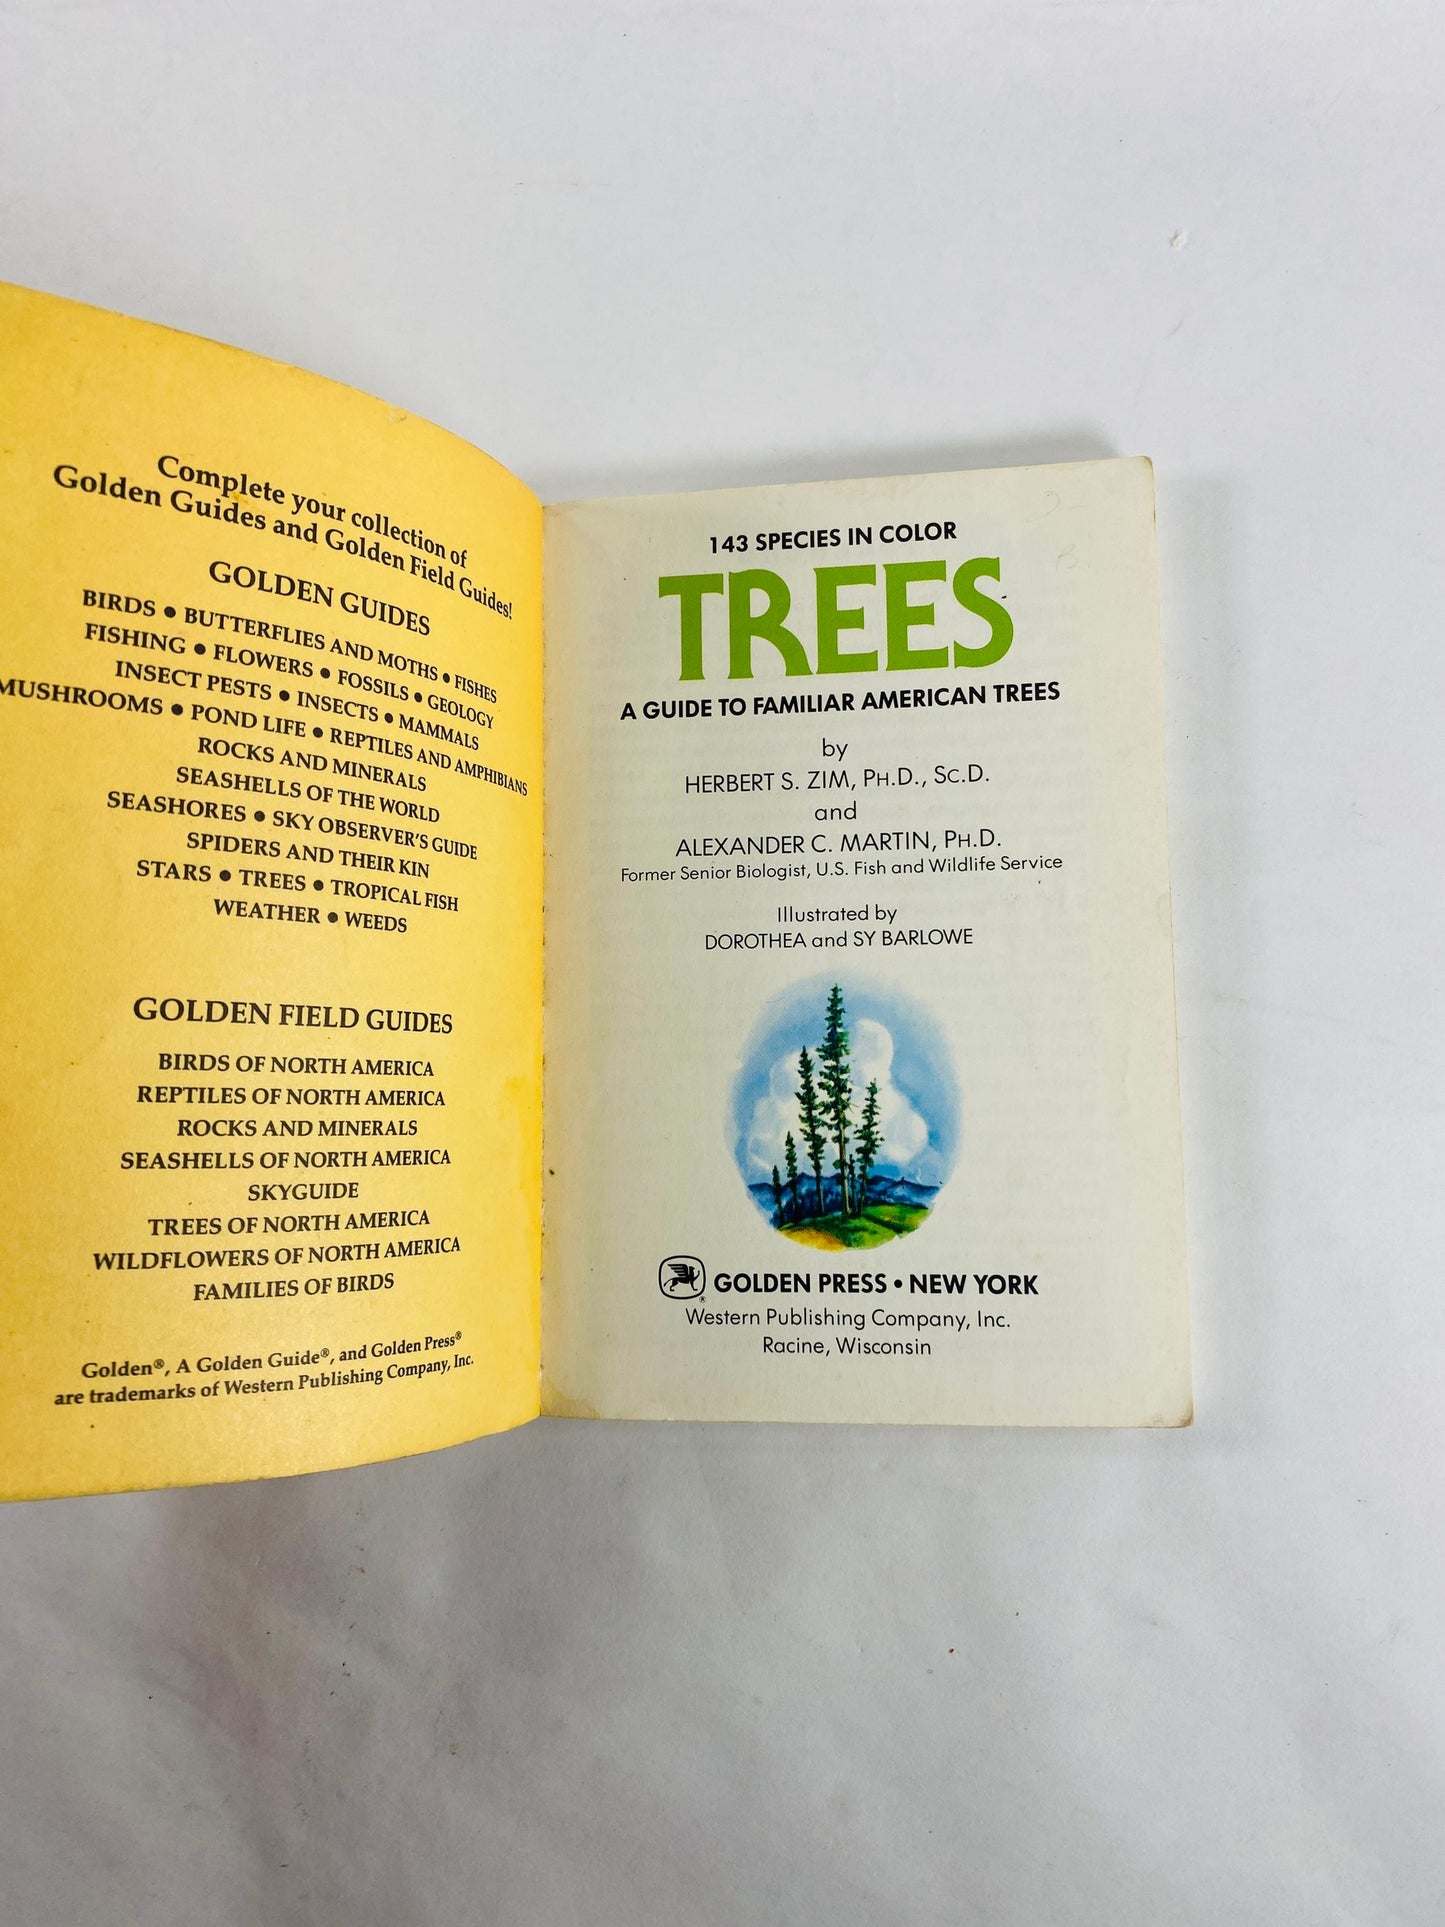 Complete your collection of
Golden Guides and Golden Field Guides!
GOLDEN GUIDES
BIRDS • BUTTERFLIES AND MOTHS • FISHES
FISHING • FLOWERS • FOSSILS • GEOLOGY
INSECT PESTS • INSECTS • MAMMALS
MUSHROOMS • POND LIFE • REPTILES AND AMPHIBIANS
ROCKS AND MINERALS
SEASHELLS OF THE WORLD
SEASHORES • SKY OBSERVER'S GUIDE
SPIDERS AND THEIR KIN
STARS • TREES • TROPICAL FISH
WEATHER • WEEDS
GOLDEN FIELD GUIDES
BIRDS OF NORTH AMERICA
REPTILES OF NORTH AMERICA
ROCKS AND MINERALS
SEASHELLS OF NORTH AMERICA
SKYGUIDE
TREES OF NORTH AMERICA
WILDFLOWERS OF NORTH AMERICA
FAMILIES OF BIRDS
Golden®, A Golden Guide®, and Golden Press®
are trademarks of Western Publishing Company, Inc.
143 SPECIES IN COLOR
TREES
A GUIDE TO FAMILIAR AMERICAN TREES
by
HERBERT S. ZIM, PH.D., SC.D.
and
ALEXANDER C. MARTIN, PH.D.
Former Senior Biologist, U.S. Fish and Wildlife Service
Illustrated by
DOROTHEA and SY BARLOWE
® GOLDEN PRESS • NEW YORK
Western Publishing Company, Inc.
Racine, Wisconsin